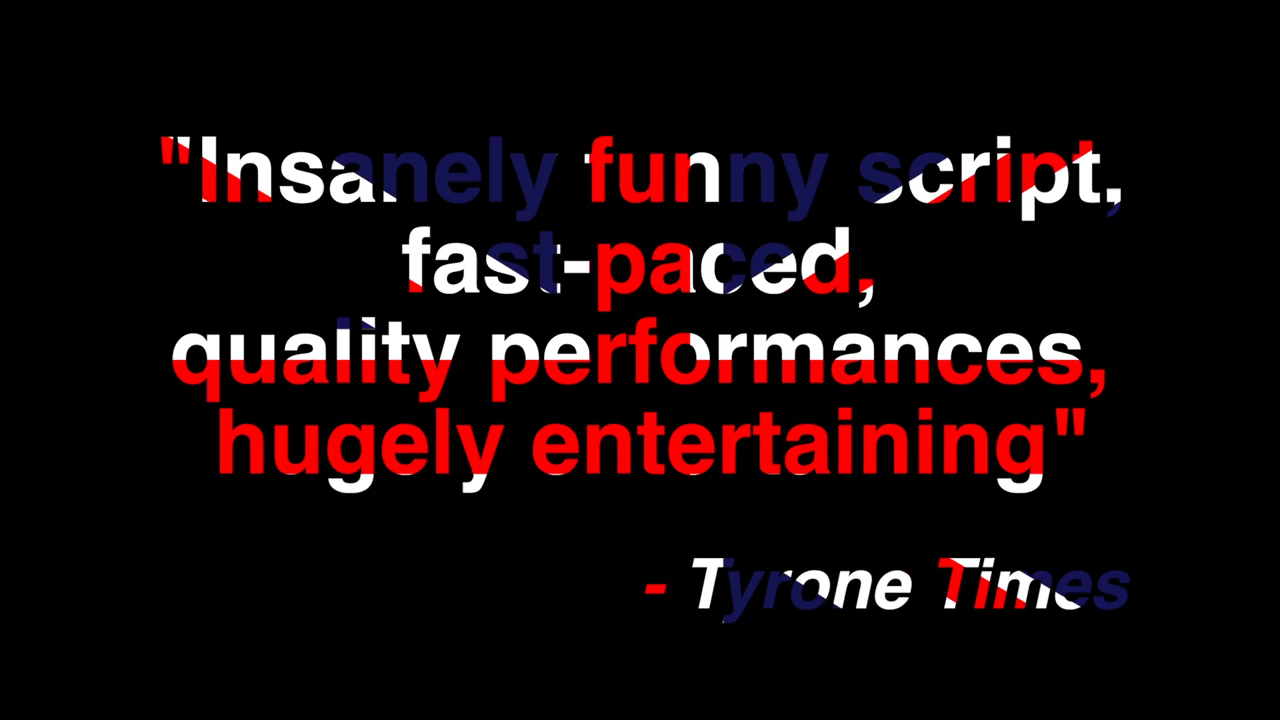 "Insanely funny script,
fast-paced,
quality performances,
hugely entertaining"
- Tyrone Times